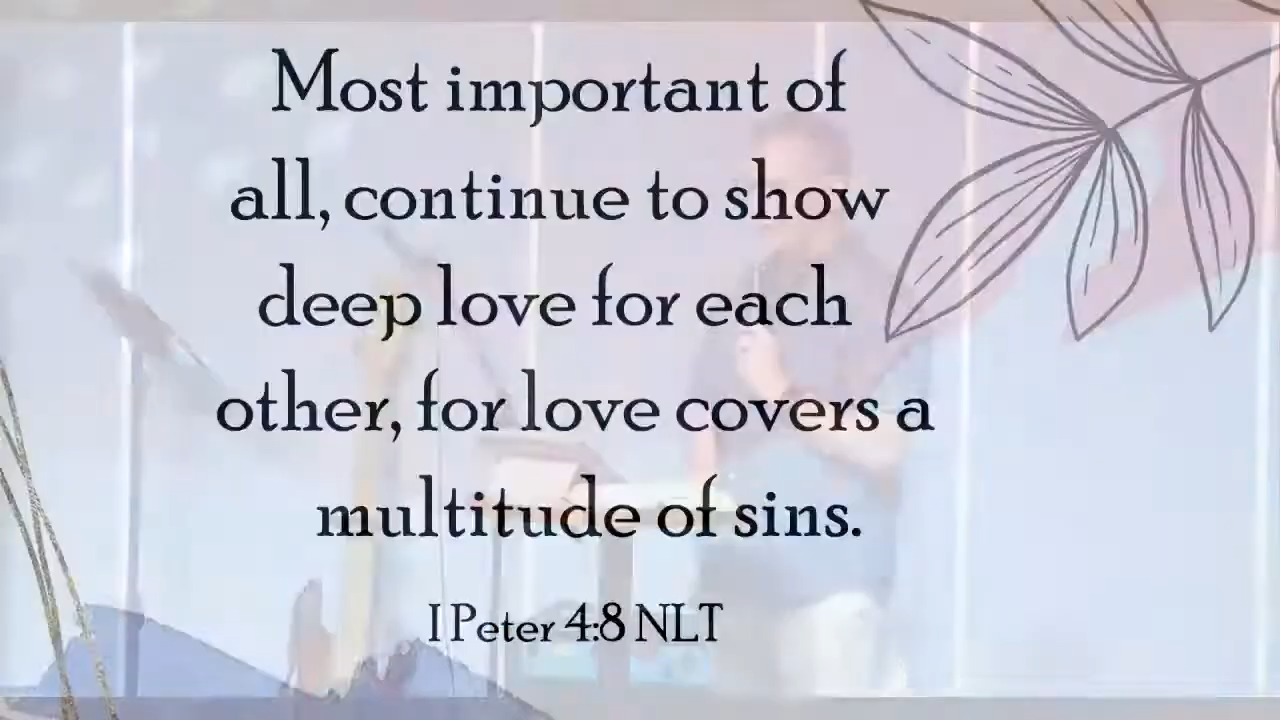 Most important of
all, continue to show
deep love for each
other, for love covers a
multitude of sins.
I Peter 4:8 NLT